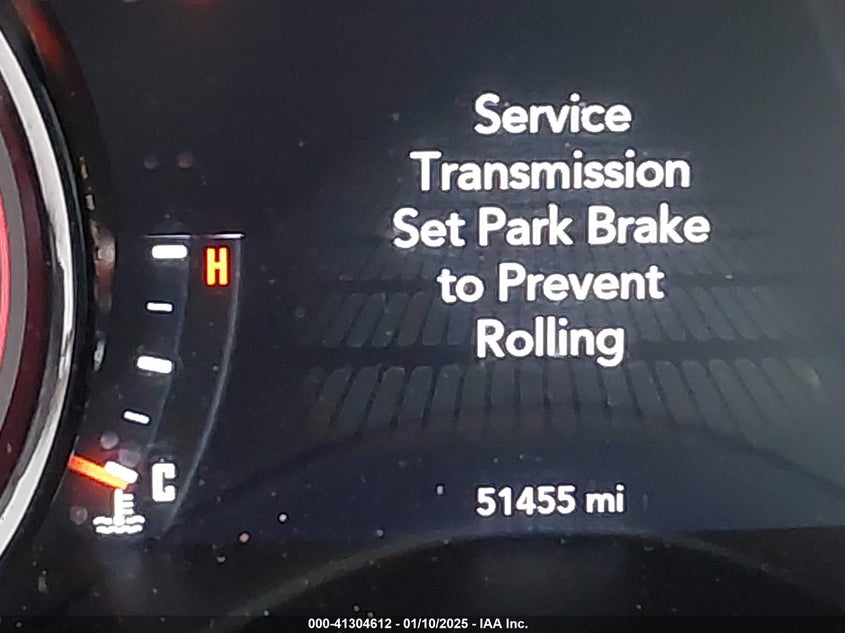 Service
Transmission
Set Park Brake
to Prevent
Rolling
H
C
51455 mi
000-41304612 - 01/10/2025 - IAA Inc.